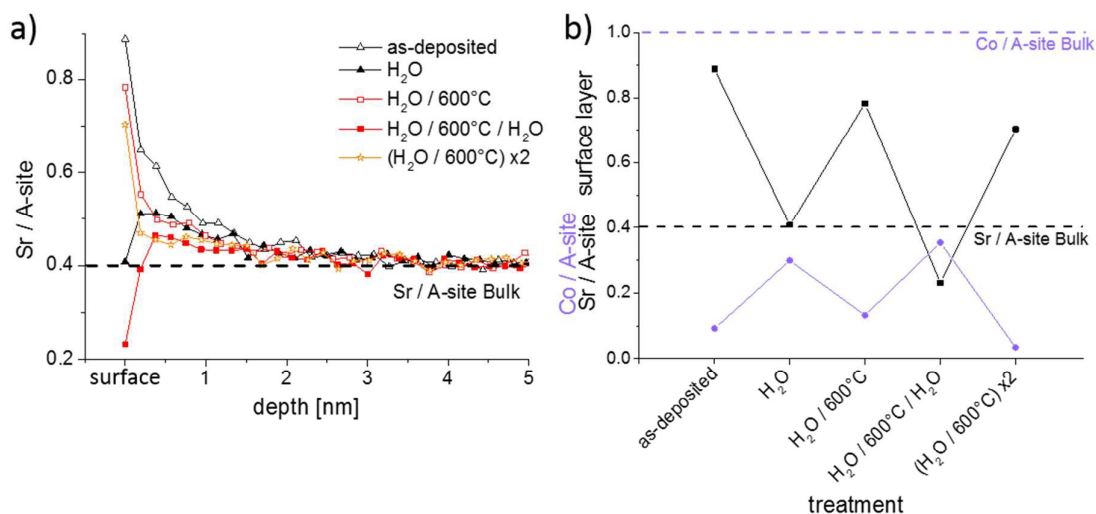 a)
Sr / A-site
0.8
0.6
0.4
0.2
as-deposited
H₂O
H₂O / 600°C
H₂O / 600°C / H₂O
(H₂O / 600°C) x2
Sr / A-site Bulk
surface
1
2
3
4
5
depth [nm]
b)
Co / A-site
Sr / A-site surface layer
1.0
0.8
0.6
0.4
0.2
0.0
Co / A-site Bulk
Sr / A-site Bulk
as-deposited
H₂O
H₂O / 600°C
H₂O / 600°C / H₂O
(H₂O / 600°C) x2
treatment